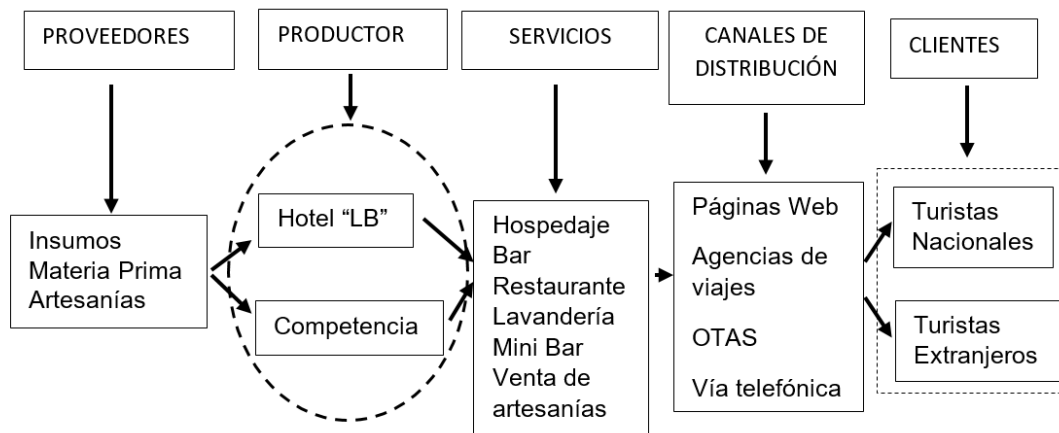 PROVEEDORES
PRODUCTOR
SERVICIOS
CANALES DE
DISTRIBUCIÓN
CLIENTES
Insumos
Materia Prima
Artesanías
Hotel “LB”
Competencia
Hospedaje
Bar
Restaurante
Lavandería
Mini Bar
Venta de
artesanías
Páginas Web
Agencias de
viajes
OTAS
Vía telefónica
Turistas
Nacionales
Turistas
Extranjeros